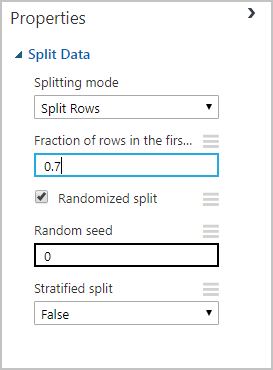 Properties
Split Data
Splitting mode
Split Rows
Fraction of rows in the firs...
0.7
Randomized split
Random seed
0
Stratified split
False